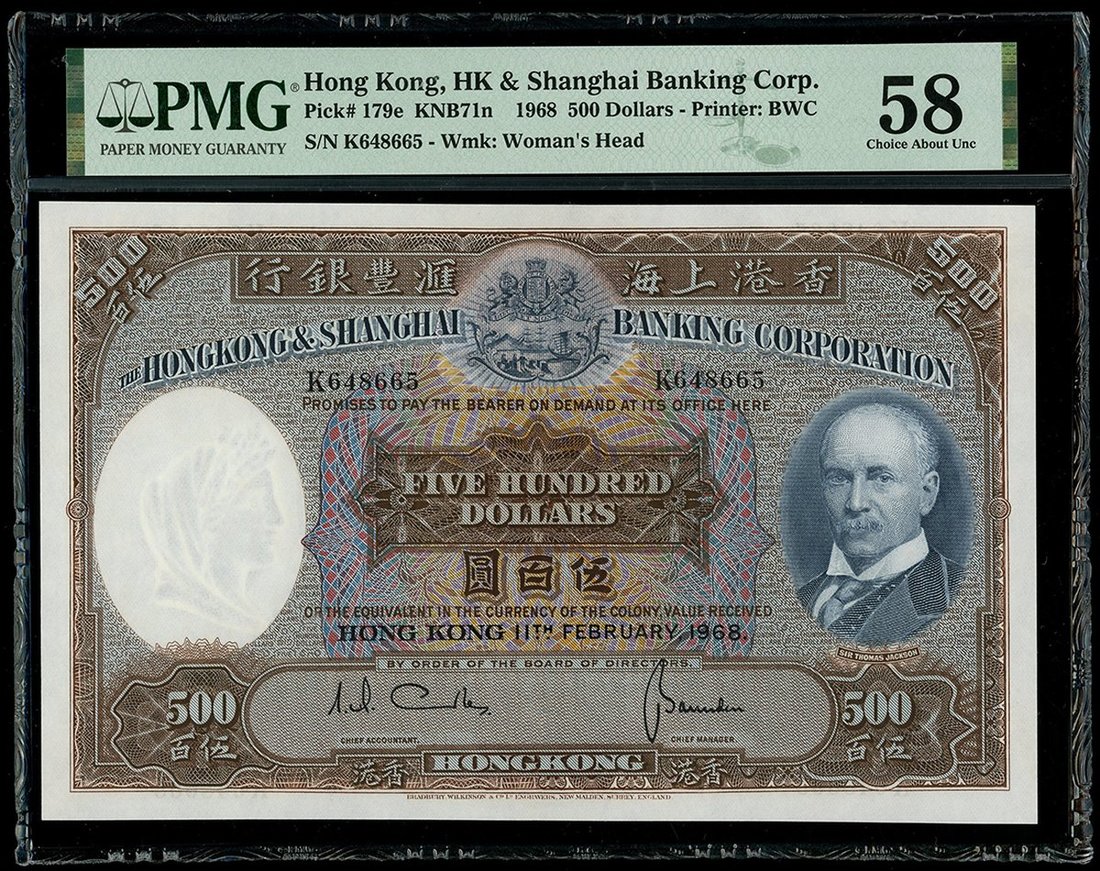 PMG®
PAPER MONEY GUARANTY
Hong Kong, HK & Shanghai Banking Corp.
Pick# 179e KNB71n 1968 500 Dollars - Printer: BWC
S/N K648665 - Wmk: Woman's Head
58
Choice About Unc
500
百伍
行銀豐滙
海上港香
500
百伍
THE HONGKONG & SHANGHAI BANKING CORPORATION
K648665 K648665
PROMISES TO PAY THE BEARER ON DEMAND AT ITS OFFICE HERE
FIVE HUNDRED
DOLLARS
圓百伍
OR THE EQUIVALENT IN THE CURRENCY OF THE COLONY, VALUE RECEIVED
HONG KONG 11TH FEBRUARY, 1968.
SIR THOMAS JACKSON
BY ORDER OF THE BOARD OF DIRECTORS.
500
百伍
CHIEF ACCOUNTANT.
CHIEF MANAGER
500
百伍
港香 HONGKONG 港香
BRADBURY, WILKINSON & Co Ld ENGRAVERS, NEW MALDEN, SURREY, ENGLAND